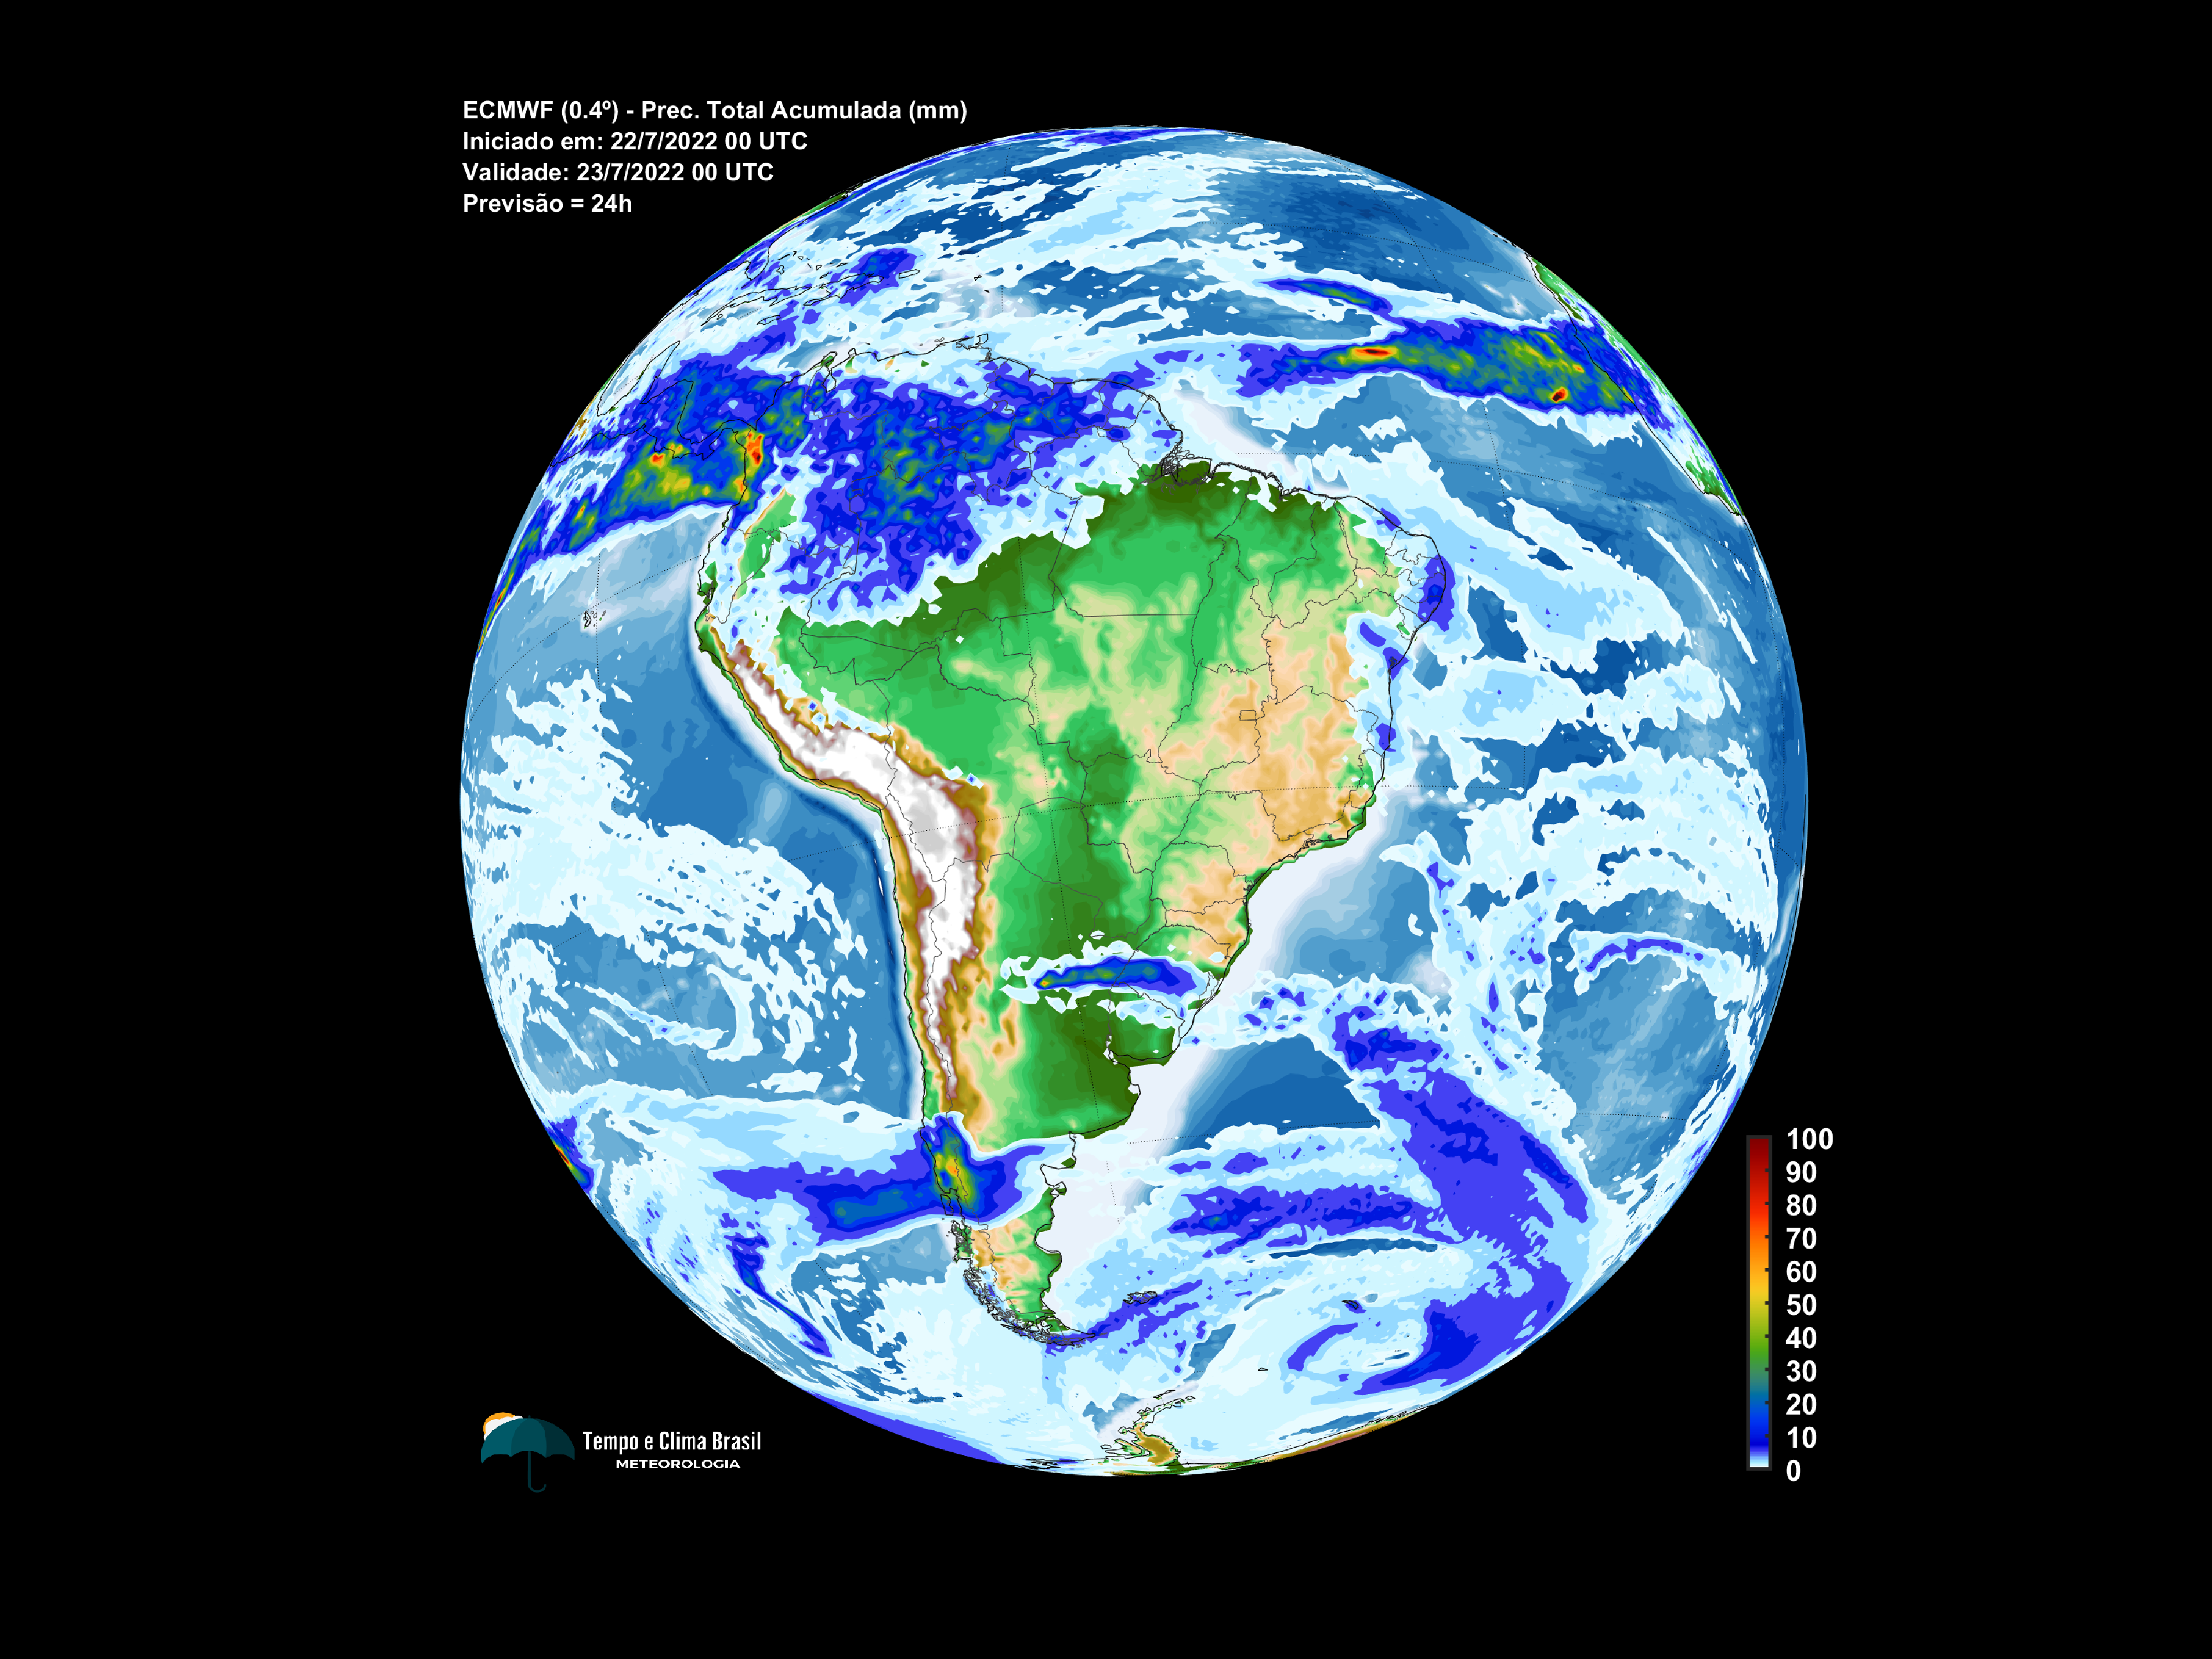 ECMWF (0.4º) - Prec. Total Acumulada (mm)
Iniciado em: 22/7/2022 00 UTC
Validade: 23/7/2022 00 UTC
Previsão = 24h
100
90
80
70
60
50
40
30
20
10
0
Tempo e Clima Brasil
METEOROLOGIA